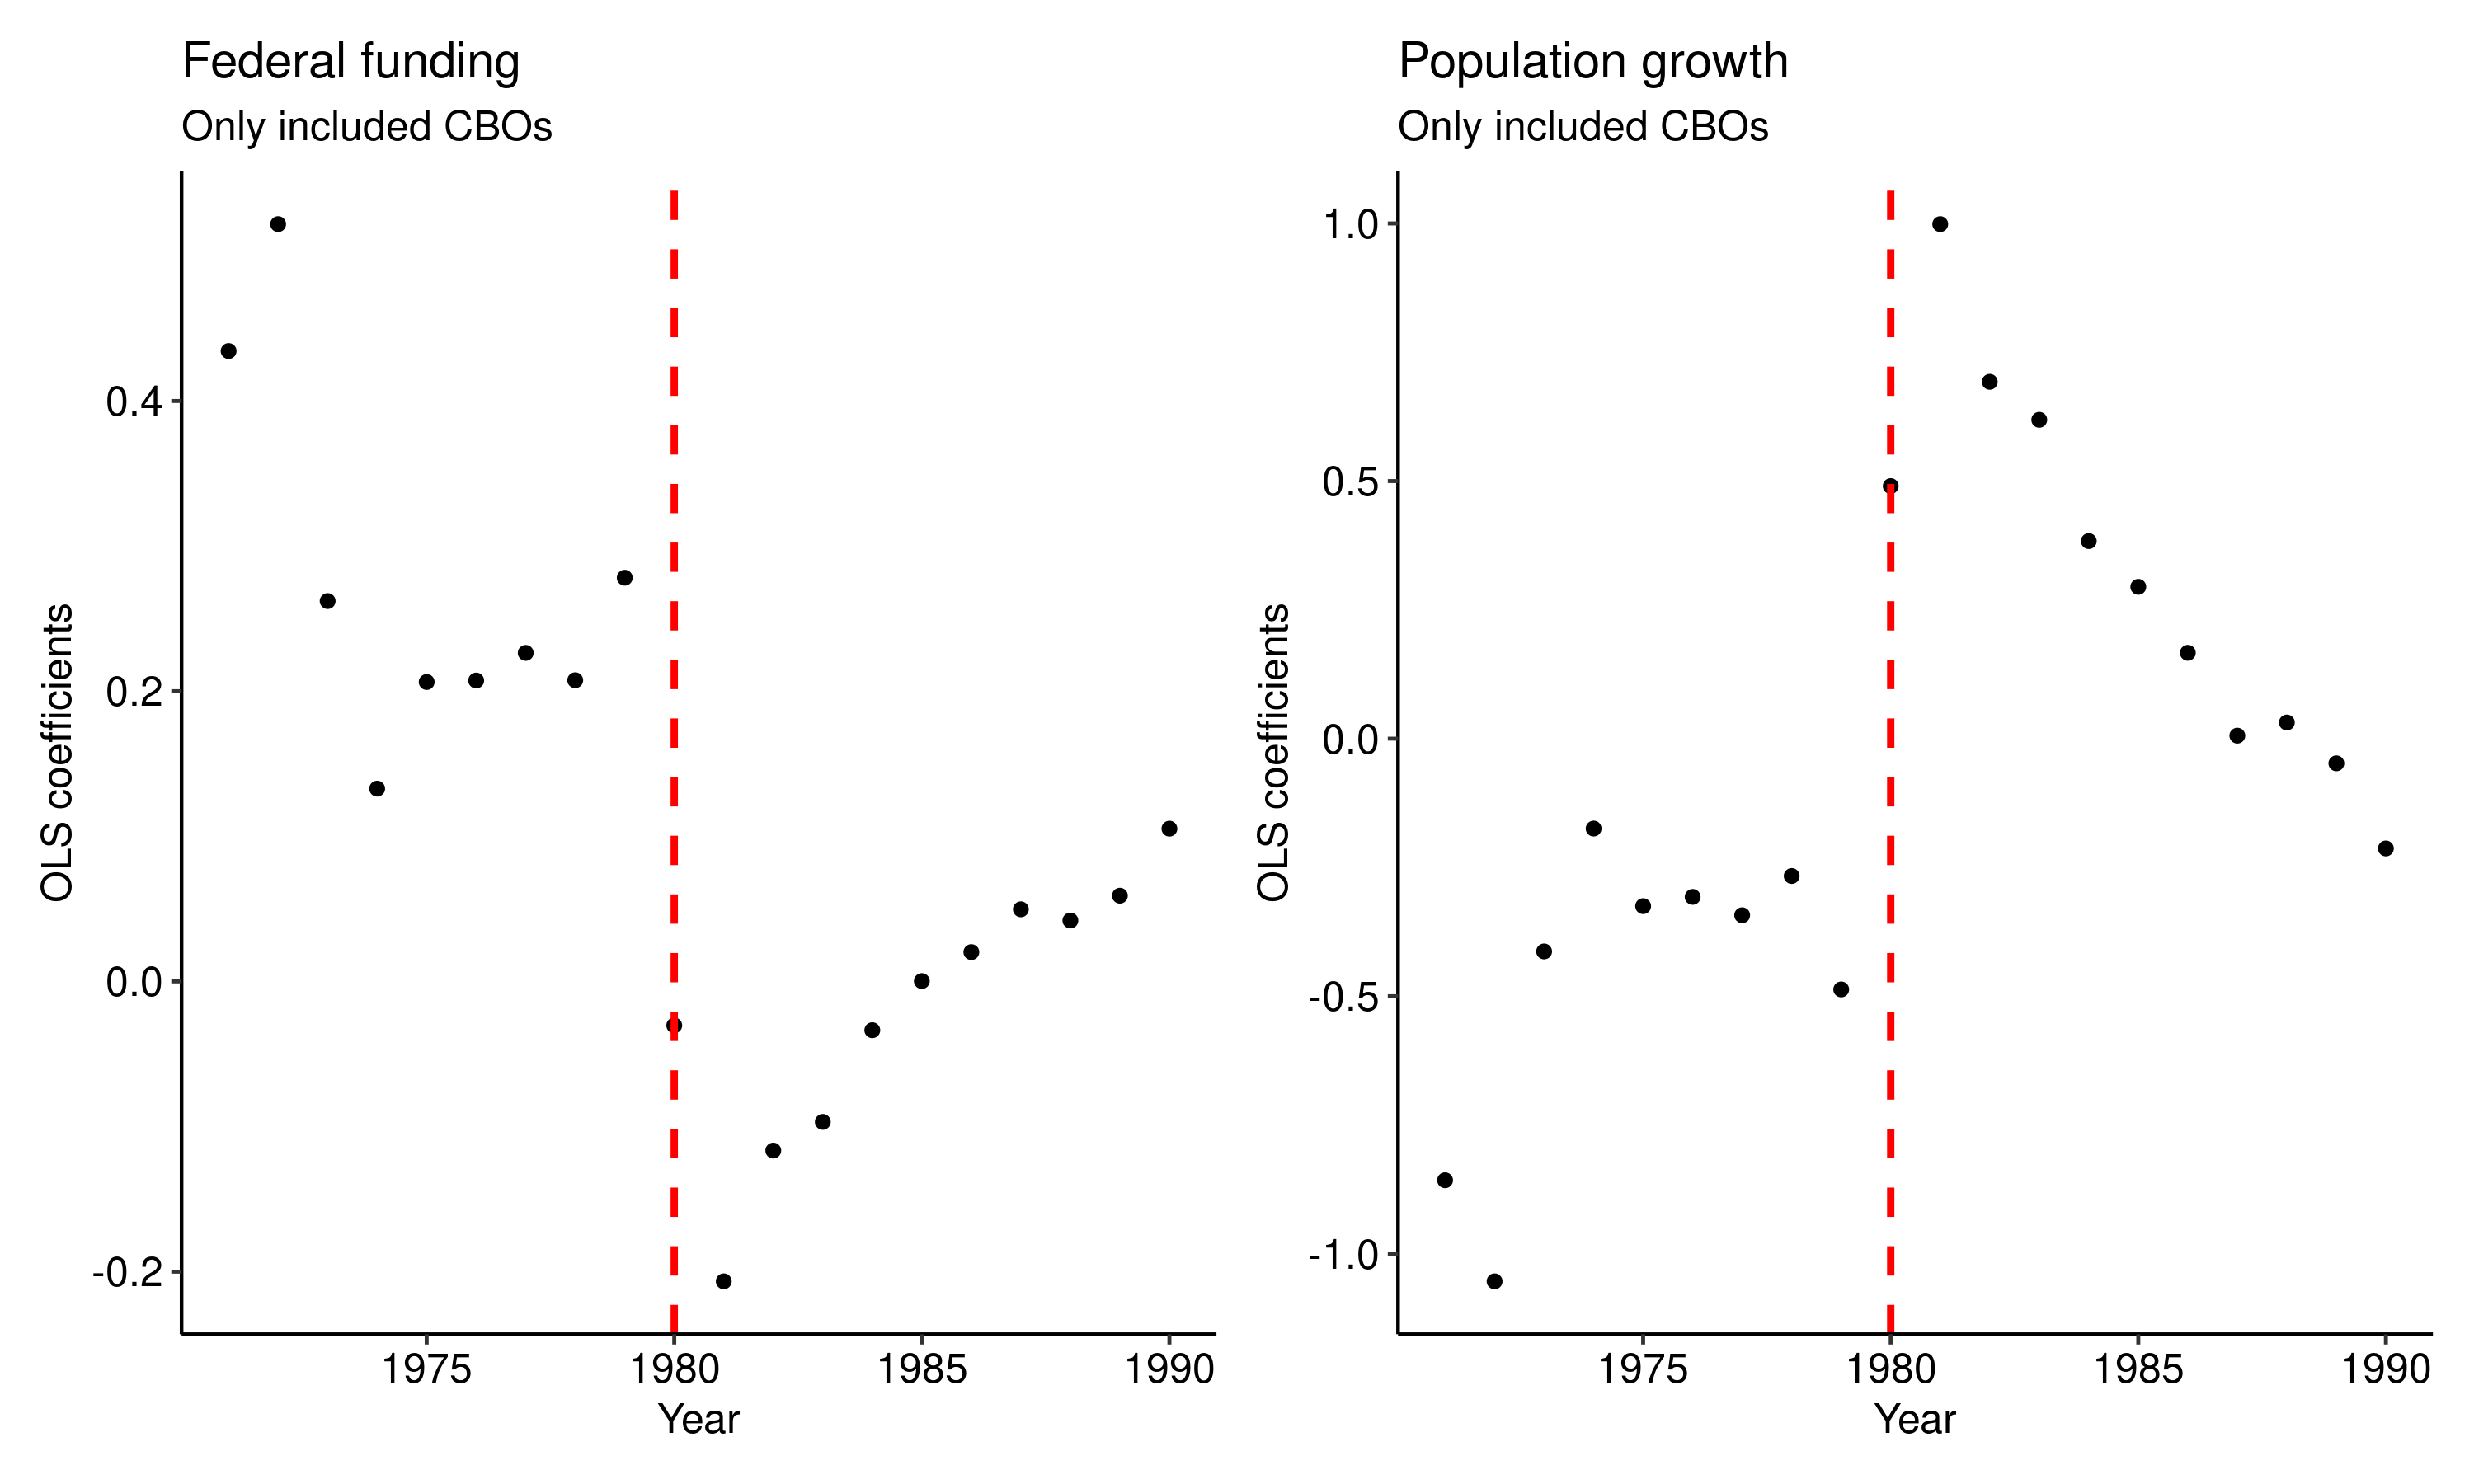 Federal funding
Only included CBOs
OLS coefficients
0.4
0.2
0.0
-0.2
1975 1980 1985 1990
Year
Population growth
Only included CBOs
OLS coefficients
1.0
0.5
0.0
-0.5
-1.0
1975 1980 1985 1990
Year